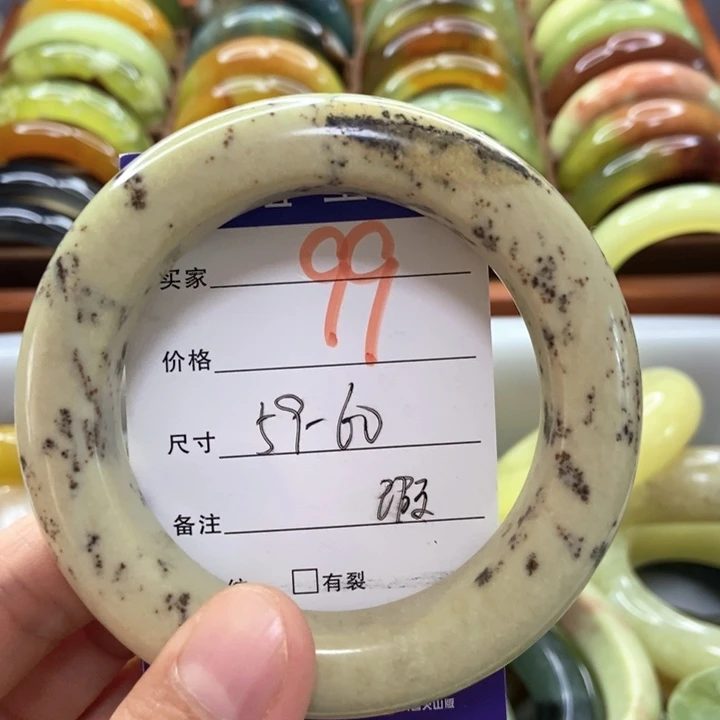 99
买家
价格
尺寸 59-60
备注 瑕
□有裂